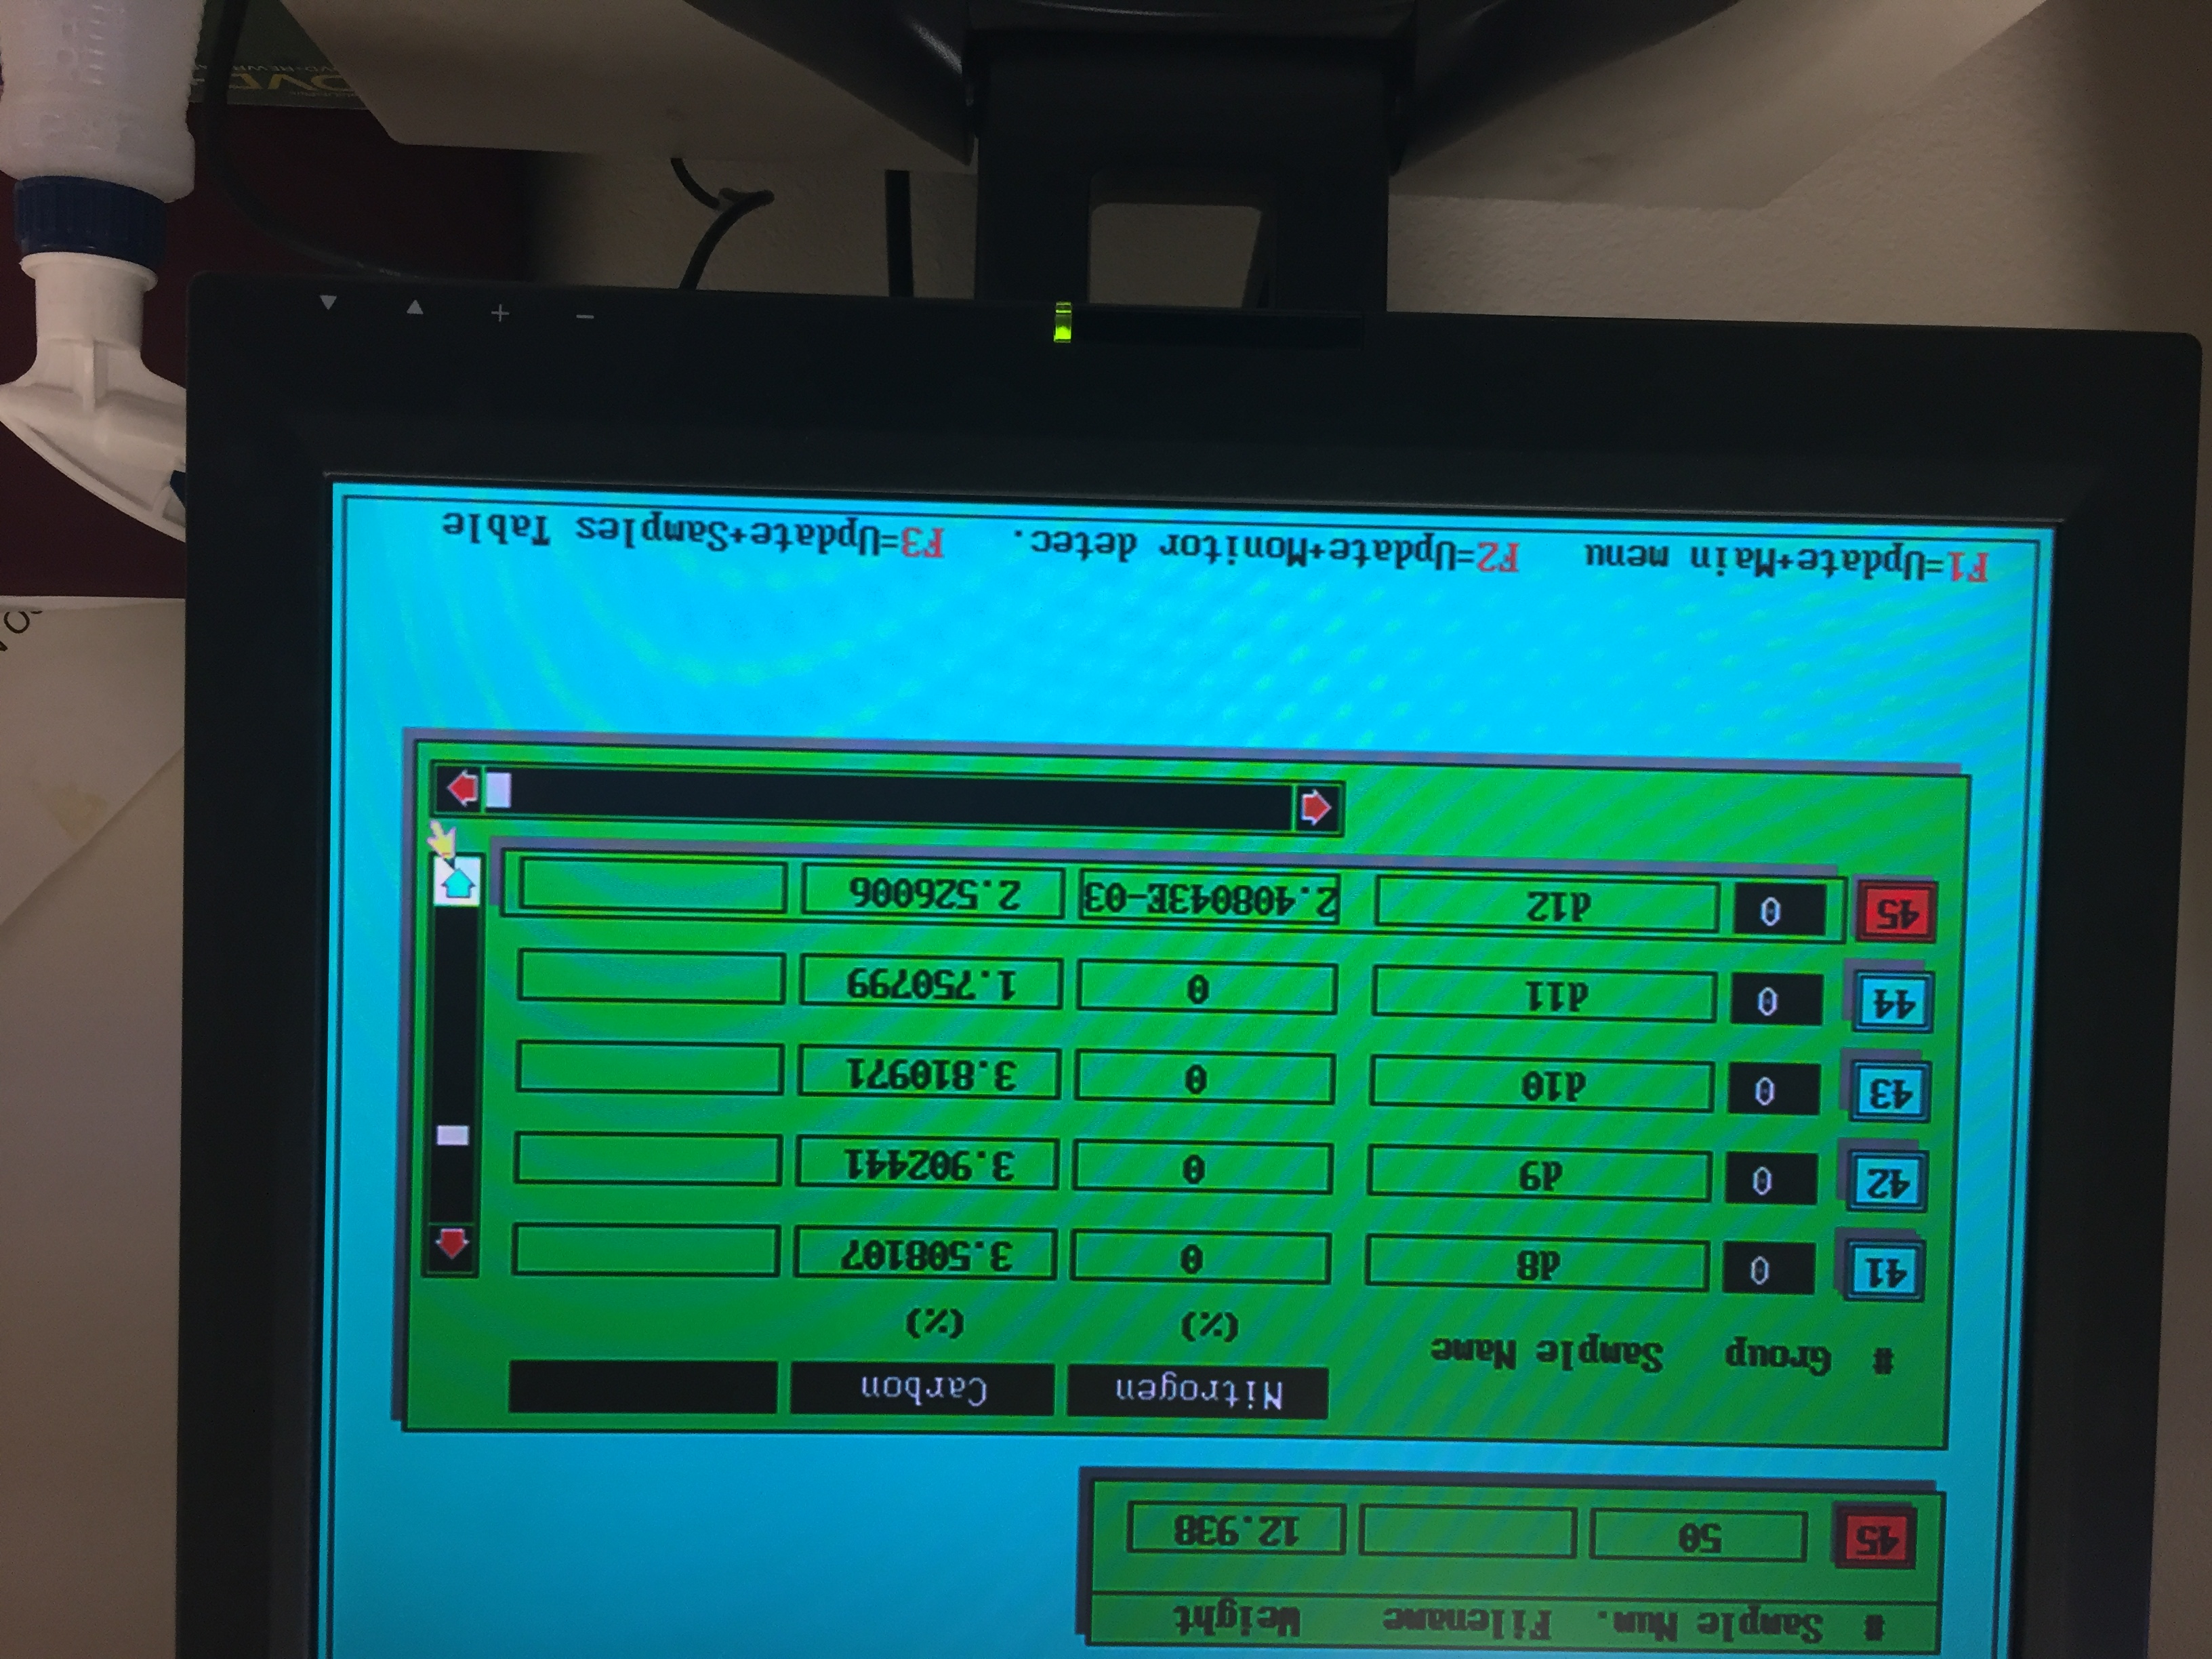 # Sample Num. Filename Weight
45 50 12.938
Nitrogen Carbon
# Group Sample Name (%) (%)
41 0 d8 0 3.508107
42 0 d9 0 3.902441
43 0 d10 0 3.810971
44 0 d11 0 1.750799
45 0 d12 2.408043E-03 2.526006
F1=Update+Main menu F2=Update+Monitor detec. F3=Update+Samples Table
- + ▼ ▲